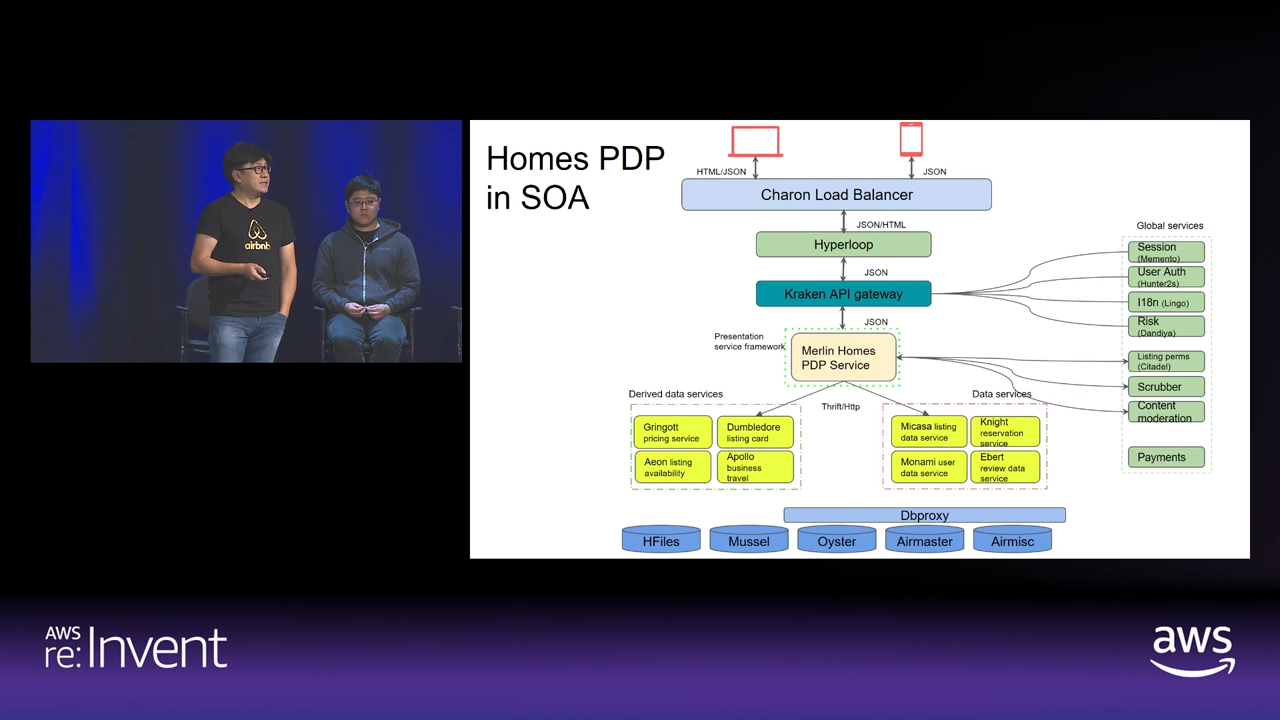 airbnb
Homes PDP
in SOA
HTML/JSON
JSON
Charon Load Balancer
JSON/HTML
Hyperloop
JSON
Kraken API gateway
JSON
Presentation
service framework
Merlin Homes
PDP Service
Global services
Session
(Memento)
User Auth
(Hunter2s)
I18n (Lingo)
Risk
(Dandiya)
Listing perms
(Citadel)
Scrubber
Content
moderation
Payments
Derived data services
Thrift/Http
Data services
Gringott
pricing service
Dumbledore
listing card
Aeon listing
availability
Apollo
business
travel
Micasa listing
data service
Knight
reservation
service
Monami user
data service
Ebert
review data
service
Dbproxy
HFiles
Mussel
Oyster
Airmaster
Airmisc
AWS
re:Invent
aws